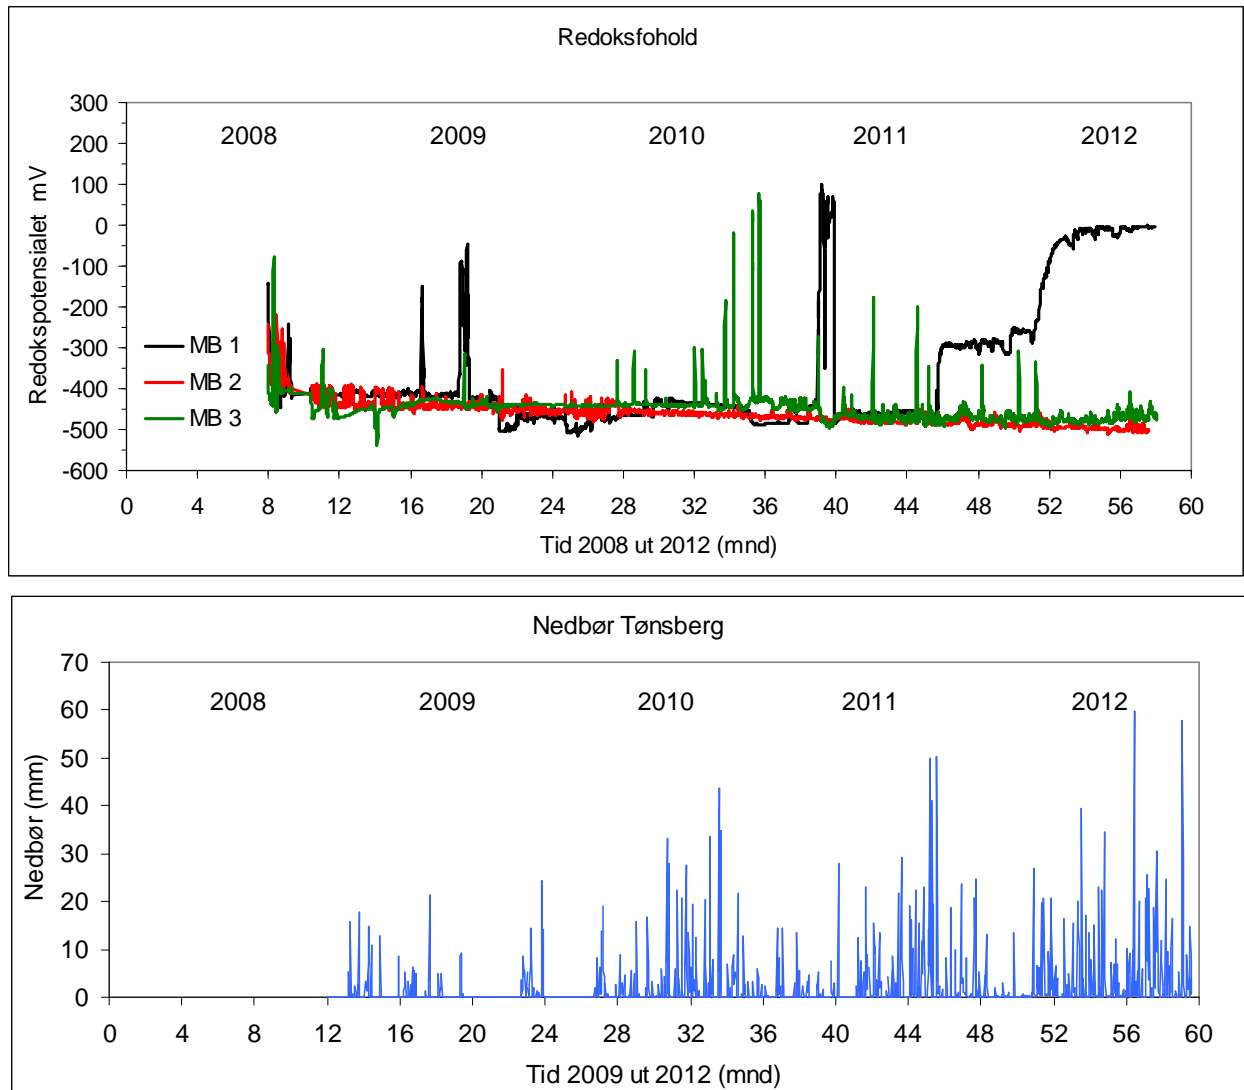 Redoksfohold
300
2008 2009 2010 2011 2012
200
100
0
-100
-200
-300
-400
-500
-600
Redokspotensialet mV
MB 1
MB 2
MB 3
0 4 8 12 16 20 24 28 32 36 40 44 48 52 56 60
Tid 2008 ut 2012 (mnd)
Nedbør Tønsberg
70
2008 2009 2010 2011 2012
60
50
40
30
20
10
0
Nedbør (mm)
0 4 8 12 16 20 24 28 32 36 40 44 48 52 56 60
Tid 2009 ut 2012 (mnd)